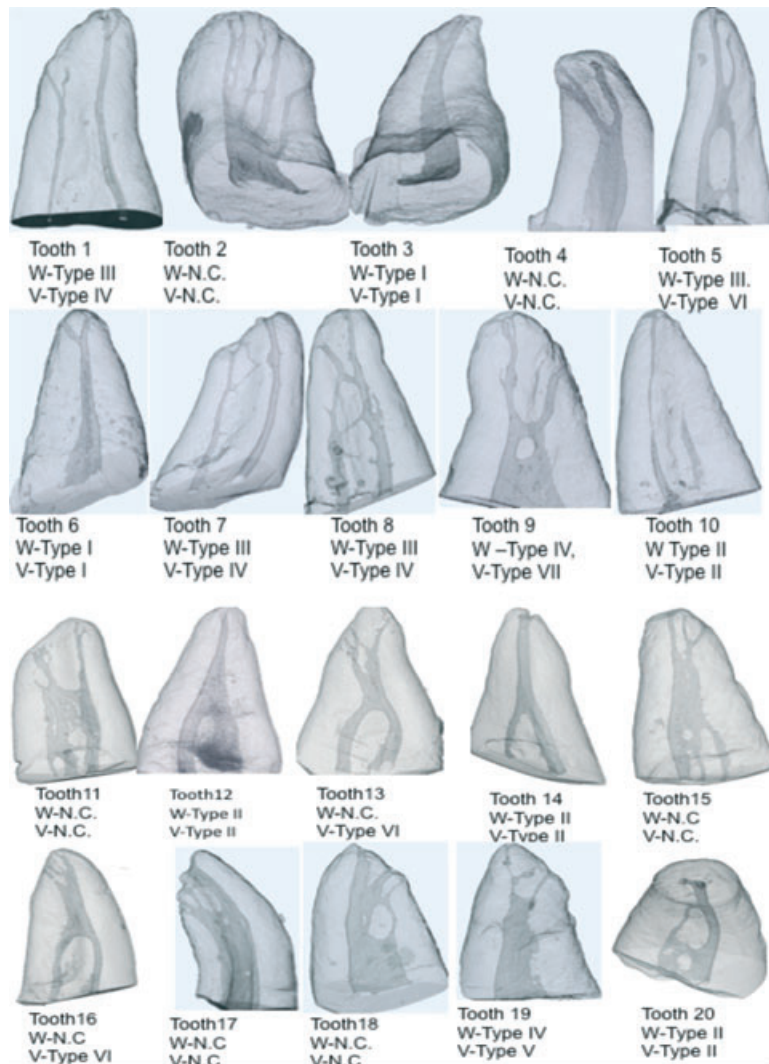 Tooth 1
W-Type III
V-Type IV
Tooth 2
W-N.C.
V-N.C.
Tooth 3
W-Type I
V-Type I
Tooth 4
W-N.C.
V-N.C.
Tooth 5
W-Type III.
V-Type VI
Tooth 6
W-Type I
V-Type I
Tooth 7
W-Type III
V-Type IV
Tooth 8
W-Type III
V-Type IV
Tooth 9
W –Type IV,
V-Type VII
Tooth 10
W Type II
V-Type II
Tooth11
W-N.C.
V-N.C.
Tooth12
W-Type II
V-Type II
Tooth13
W-N.C.
V-Type VI
Tooth 14
W-Type II
V-Type II
Tooth15
W-N.C
V-N.C.
Tooth16
W-N.C
V-Type VI
Tooth17
W-N.C
V-N.C
Tooth18
W-N.C.
V-N.C.
Tooth 19
W-Type IV
V-Type V
Tooth 20
W-Type II
V-Type II